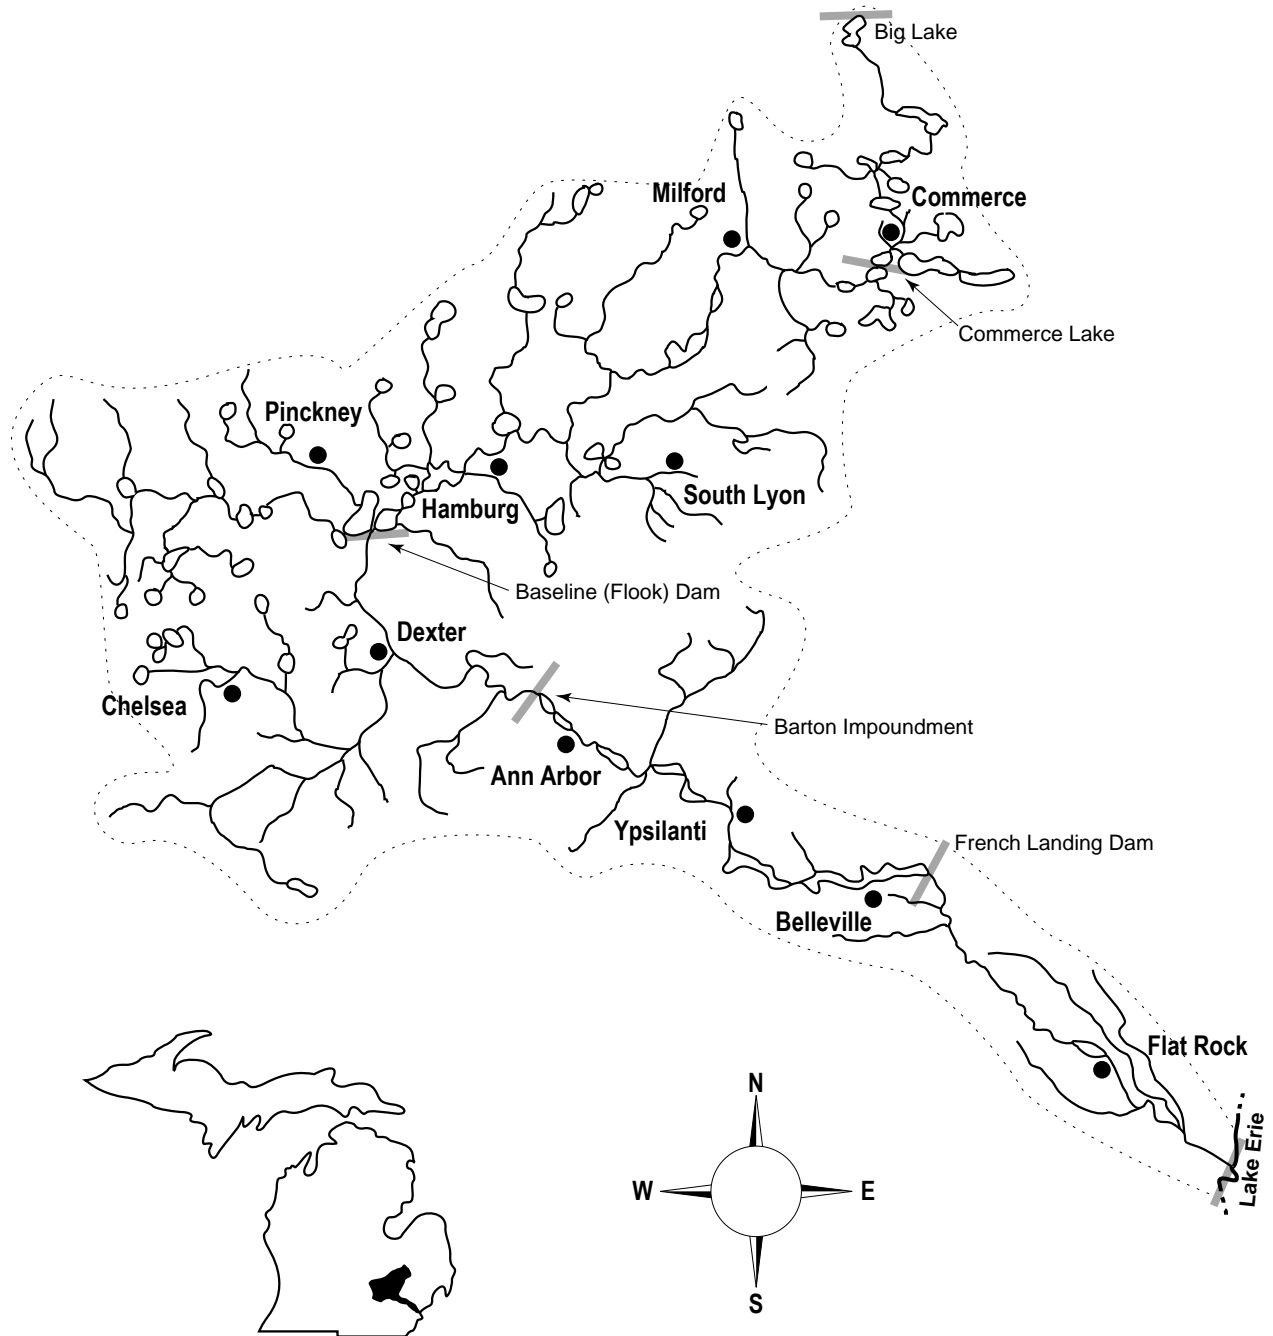 Big Lake
Milford
Commerce
Commerce Lake
Pinckney
South Lyon
Hamburg
Baseline (Flook) Dam
Dexter
Chelsea
Barton Impoundment
Ann Arbor
Ypsilanti
French Landing Dam
Belleville
Flat Rock
Lake Erie
N
W
E
S